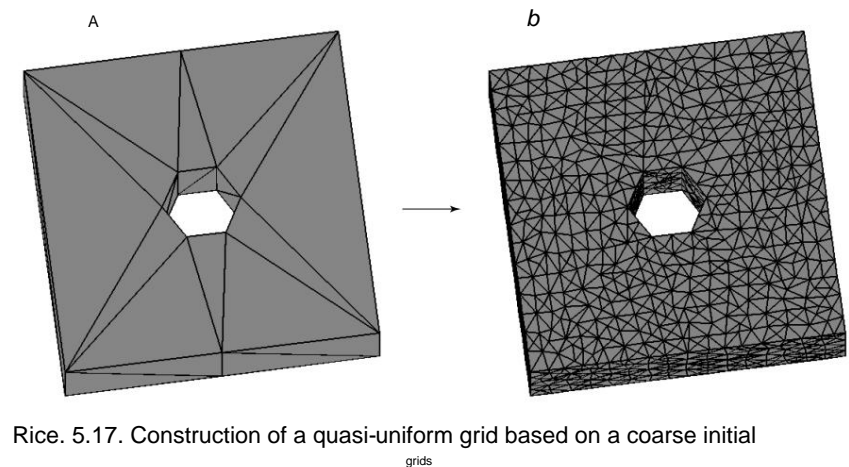 A
b
Rice. 5.17. Construction of a quasi-uniform grid based on a coarse initial
grids